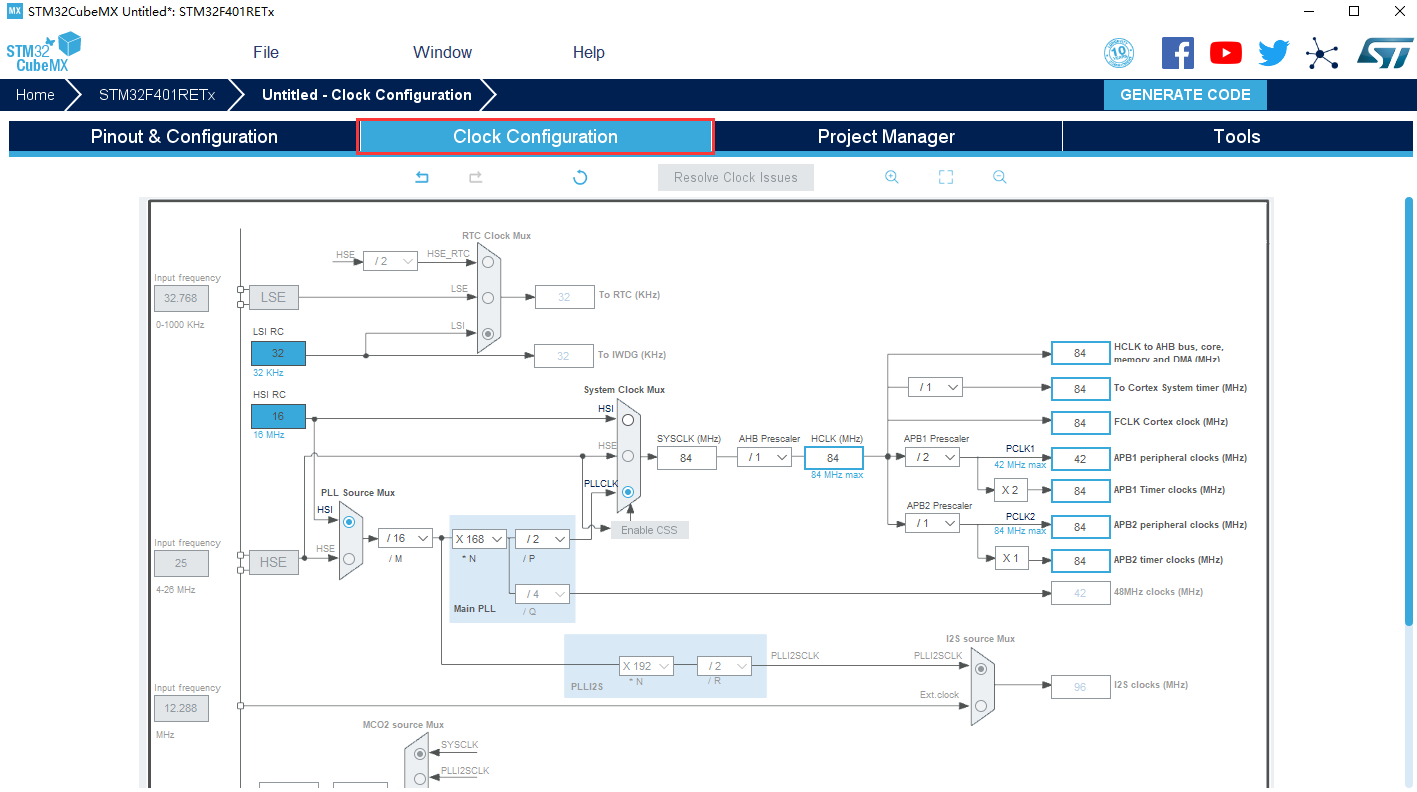 MX STM32CubeMX Untitled*: STM32F401RETx
STM32
CubeMX
File Window Help
10
Home STM32F401RETx Untitled - Clock Configuration GENERATE CODE
Pinout & Configuration Clock Configuration Project Manager Tools
Resolve Clock Issues
RTC Clock Mux
HSE / 2 HSE_RTC
Input frequency
32.768 LSE LSE 32 To RTC (KHz)
0-1000 KHz
LSI RC LSI
32 32 To IWDG (KHz)
32 KHz
HSI RC
16
16 MHz
System Clock Mux
HSI
HSE
PLLCLK
Enable CSS
SYSCLK (MHz) AHB Prescaler HCLK (MHz) APB1 Prescaler
84 / 1 84 / 2
84 MHz max
84 HCLK to AHB bus, core,
memory and DMA (MHz)
/ 1 84 To Cortex System timer (MHz)
84 FCLK Cortex clock (MHz)
PCLK1
42 MHz max 42 APB1 peripheral clocks (MHz)
X 2 84 APB1 Timer clocks (MHz)
APB2 Prescaler
/ 1 PCLK2
84 MHz max 84 APB2 peripheral clocks (MHz)
X 1 84 APB2 timer clocks (MHz)
42 48MHz clocks (MHz)
PLL Source Mux
HSI
HSE
Input frequency
25 HSE
4-26 MHz
/ 16 X 168 / 2
/ M * N / P
/ 4
Main PLL / Q
X 192 / 2 PLLI2SCLK
PLLI2S * N / R
I2S source Mux
PLLI2SCLK
Ext.clock
96 I2S clocks (MHz)
Input frequency
12.288
MHz
MCO2 source Mux
SYSCLK
PLLI2SCLK